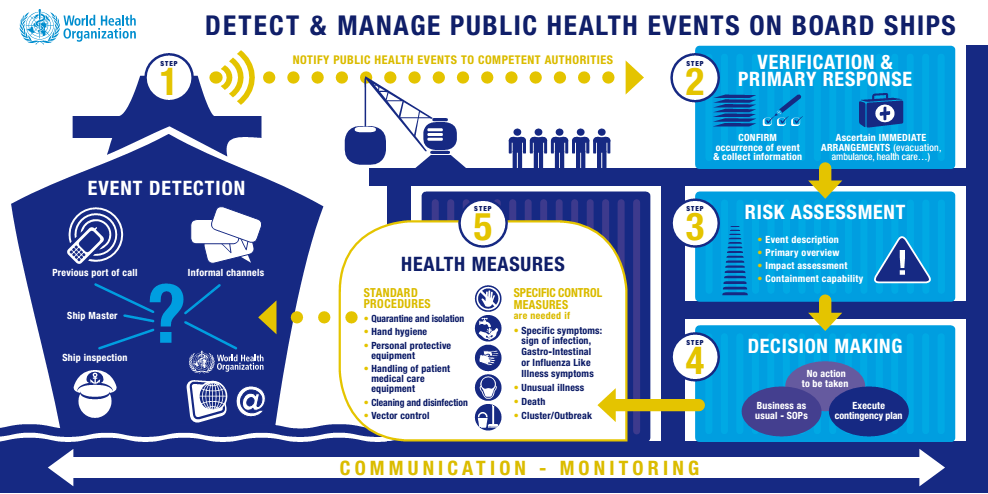 World Health
Organization
DETECT & MANAGE PUBLIC HEALTH EVENTS ON BOARD SHIPS
STEP
1
NOTIFY PUBLIC HEALTH EVENTS TO COMPETENT AUTHORITIES
EVENT DETECTION
Previous port of call
Informal channels
Ship Master
?
Ship inspection
World Health
Organization
@
STEP
2
VERIFICATION &
PRIMARY RESPONSE
CONFIRM
occurrence of event
& collect information
Ascertain IMMEDIATE
ARRANGEMENTS (evacuation,
ambulance, health care…)
STEP
3
RISK ASSESSMENT
• Event description
• Primary overview
• Impact assessment
• Containment capability
!
STEP
4
DECISION MAKING
No action
to be taken
Business as
usual - SOPs
Execute
contingency plan
STEP
5
HEALTH MEASURES
STANDARD
PROCEDURES
• Quarantine and isolation
• Hand hygiene
• Personal protective
equipment
• Handling of patient
medical care
equipment
• Cleaning and disinfection
• Vector control
SPECIFIC CONTROL
MEASURES
are needed if
• Specific symptoms:
sign of infection,
Gastro-Intestinal
or Influenza Like
Illness symptoms
• Unusual illness
• Death
• Cluster/Outbreak
COMMUNICATION - MONITORING